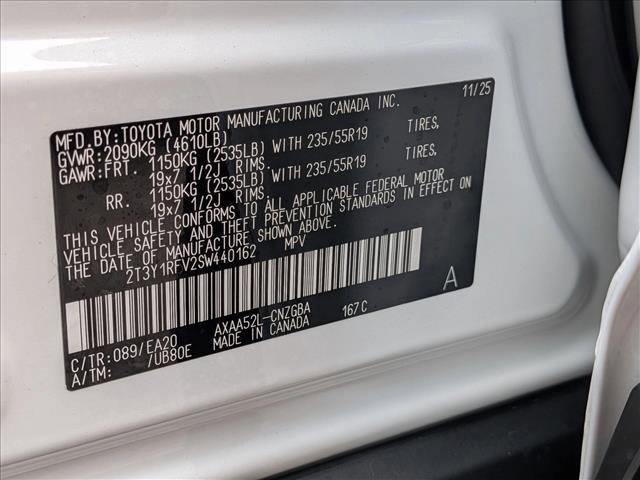 MFD.BY:TOYOTA MOTOR MANUFACTURING CANADA INC. 11/25
GVWR:2090KG (4610LB)
GAWR:FRT. 1150KG (2535LB) WITH 235/55R19 TIRES,
19x7 1/2J RIMS.
RR. 1150KG (2535LB) WITH 235/55R19 TIRES,
19x7 1/2J RIMS.
THIS VEHICLE CONFORMS TO ALL APPLICABLE FEDERAL MOTOR
VEHICLE SAFETY AND THEFT PREVENTION STANDARDS IN EFFECT ON
THE DATE OF MANUFACTURE SHOWN ABOVE.
2T3Y1RFV2SW440162 MPV
A
C/TR:089/EA20 AXAA52L-CNZGBA 167C
A/TM: /UB80E MADE IN CANADA